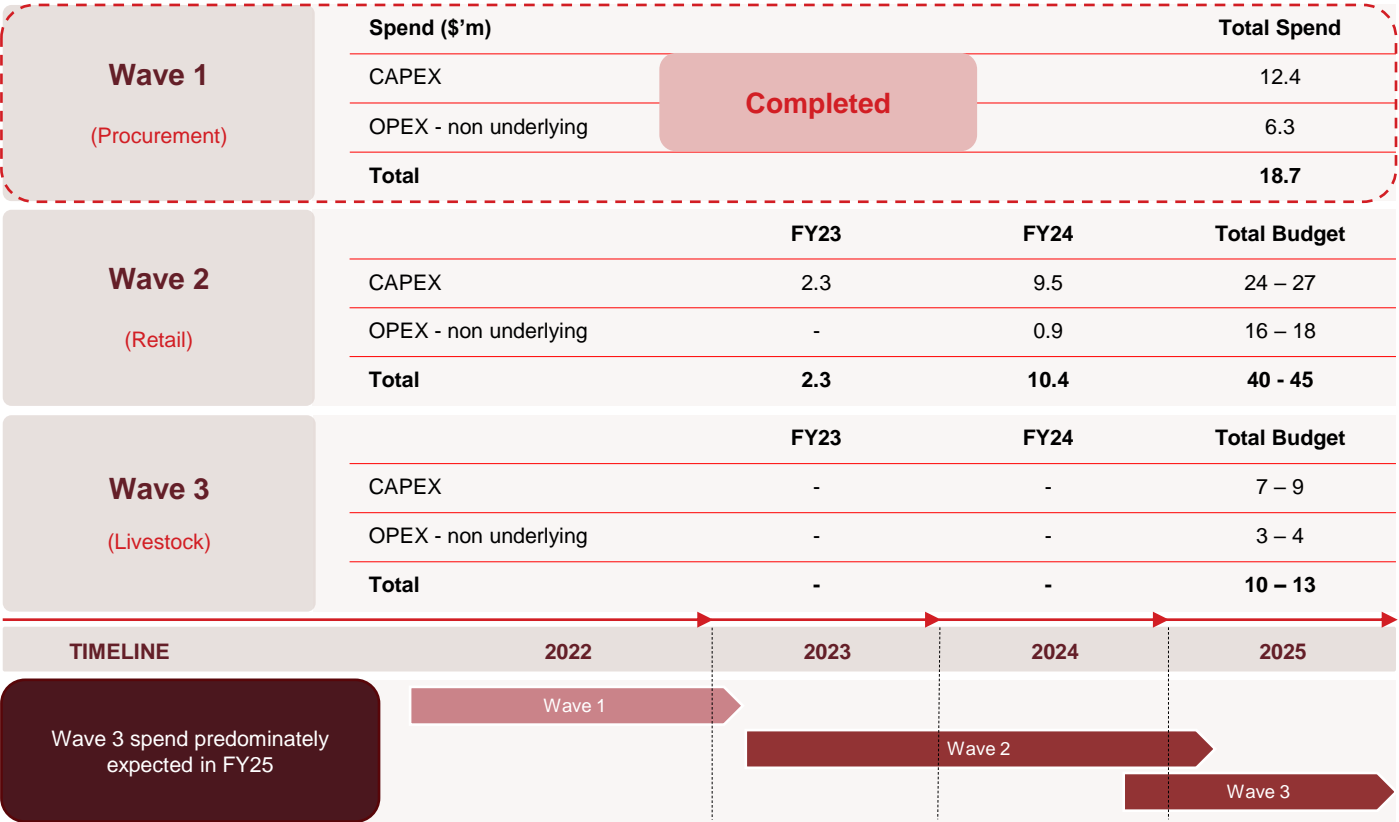 Spend ($’m) Total Spend
Wave 1
CAPEX 12.4
Completed
(Procurement)
OPEX - non underlying 6.3
Total 18.7
FY23 FY24 Total Budget
Wave 2
CAPEX 2.3 9.5 24 – 27
(Retail)
OPEX - non underlying - 0.9 16 – 18
Total 2.3 10.4 40 - 45
FY23 FY24 Total Budget
Wave 3
CAPEX - - 7 – 9
(Livestock)
OPEX - non underlying - - 3 – 4
Total - - 10 – 13
TIMELINE 2022 2023 2024 2025
Wave 1
Wave 3 spend predominately
expected in FY25
Wave 2
Wave 3